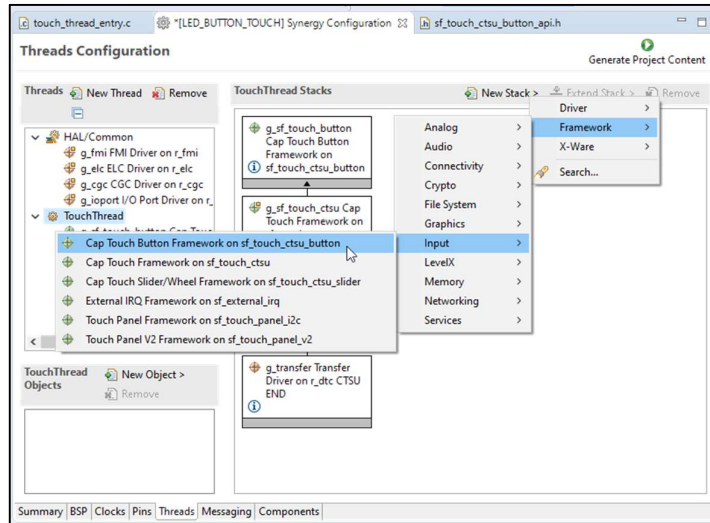 touch_thread_entry.c
*[LED_BUTTON_TOUCH] Synergy Configuration
sf_touch_ctsu_button_api.h
Threads Configuration
Generate Project Content
Threads
New Thread
Remove
HAL/Common
g_fmi FMI Driver on r_fmi
g_elc ELC Driver on r_elc
g_cgc CGC Driver on r_cgc
g_ioport I/O Port Driver on r_
TouchThread
TouchThread Stacks
New Stack >
Extend Stack >
Remove
g_sf_touch_button
Cap Touch Button
Framework on
sf_touch_ctsu_button
g_sf_touch_ctsu Cap
Touch Framework on
Driver >
Framework >
X-Ware >
Search...
Analog >
Audio >
Connectivity >
Crypto >
File System >
Graphics >
Input >
LevelX >
Memory >
Networking >
Services >
Cap Touch Button Framework on sf_touch_ctsu_button
Cap Touch Framework on sf_touch_ctsu
Cap Touch Slider/Wheel Framework on sf_touch_ctsu_slider
External IRQ Framework on sf_external_irq
Touch Panel Framework on sf_touch_panel_i2c
Touch Panel V2 Framework on sf_touch_panel_v2
g_transfer Transfer
Driver on r_dtc CTSU
END
TouchThread
Objects
New Object >
Remove
Summary BSP Clocks Pins Threads Messaging Components